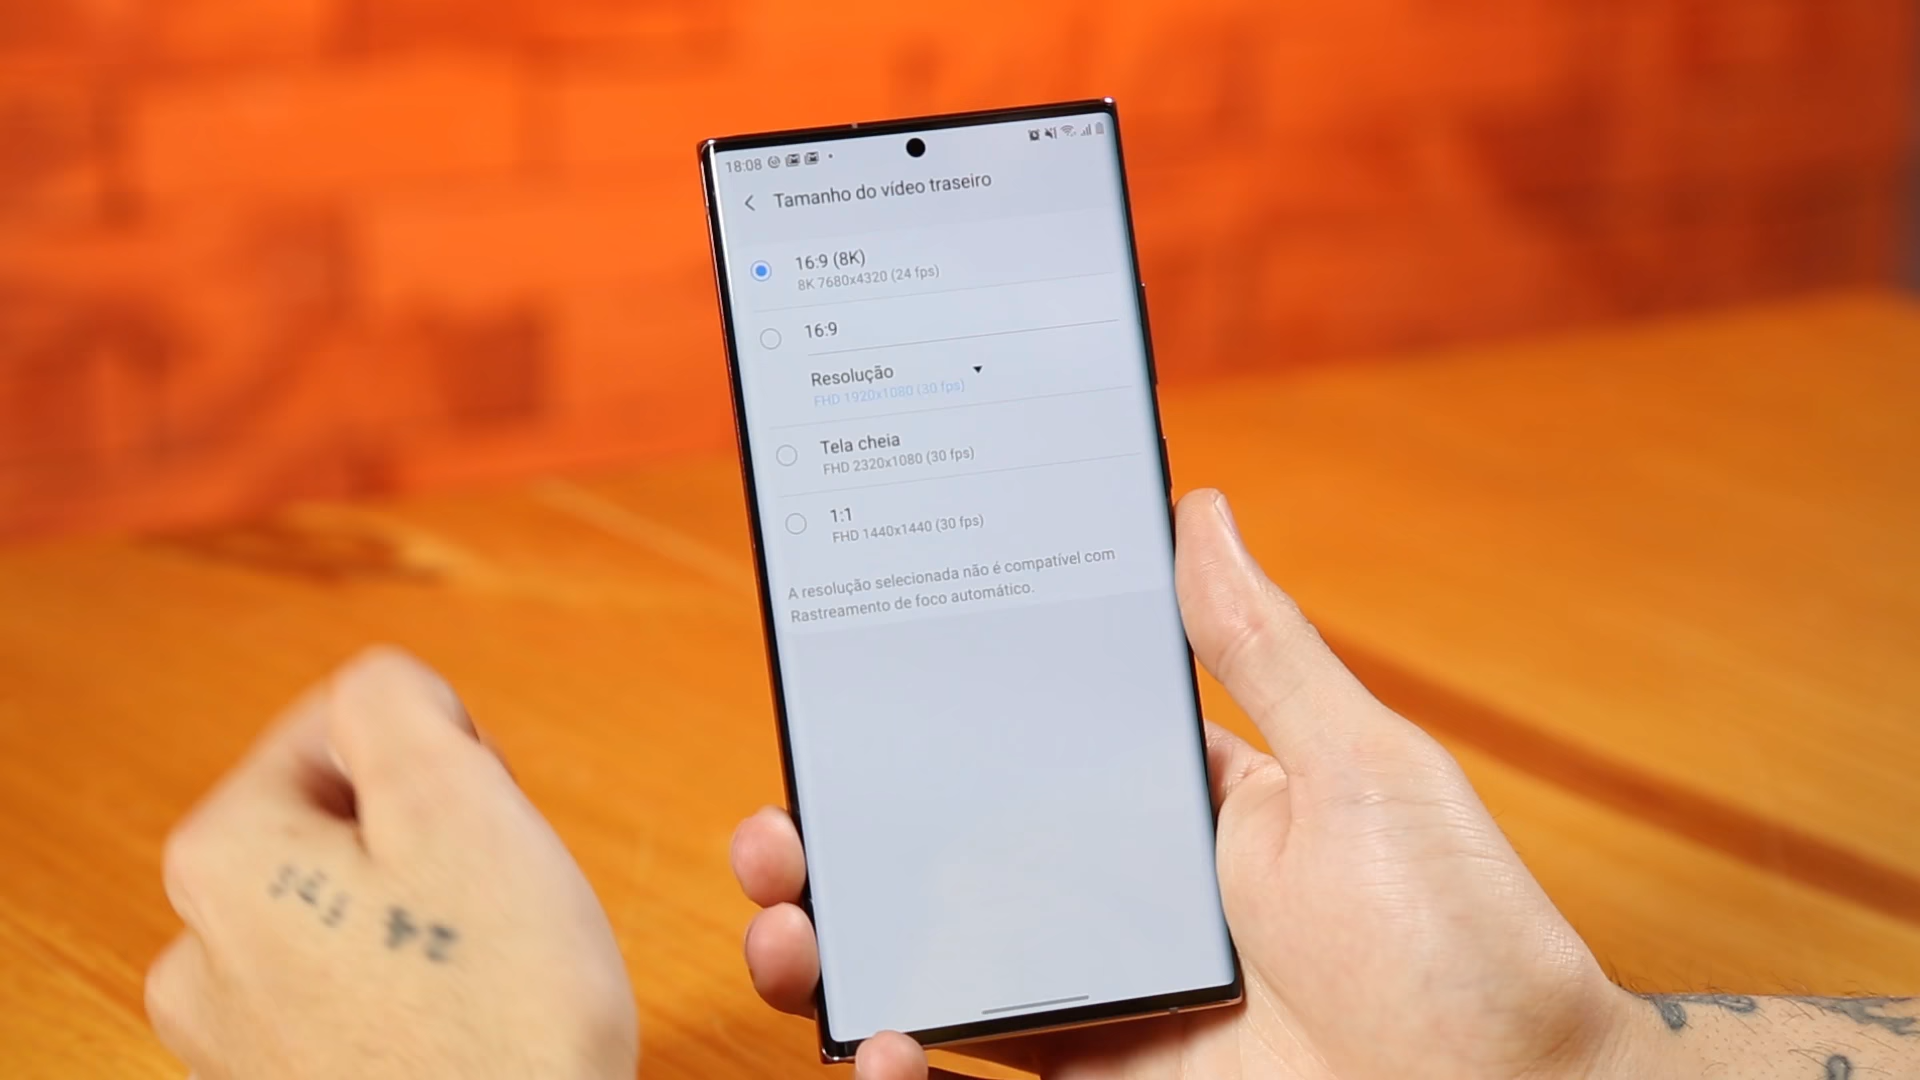 18:08
Tamanho do vídeo traseiro
16:9 (8K)
8K 7680x4320 (24 fps)
16:9
Resolução
FHD 1920x1080 (30 fps)
Tela cheia
FHD 2320x1080 (30 fps)
1:1
FHD 1440x1440 (30 fps)
A resolução selecionada não é compatível com
Rastreamento de foco automático.